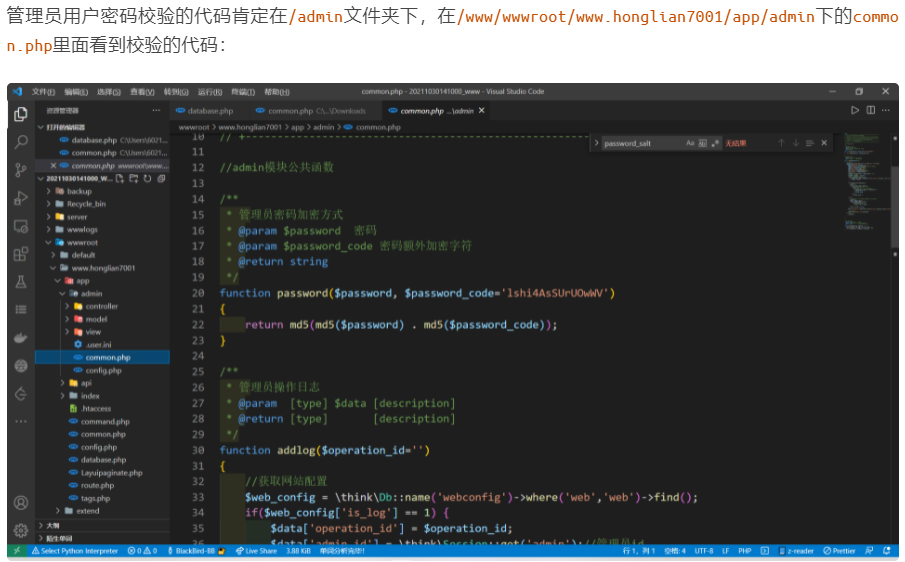 管理员用户密码校验的代码肯定在/admin文件夹下，在/www/wwwroot/www.honglian7001/app/admin下的commo
n.php里面看到校验的代码：
文件(F) 编辑(E) 选择(S) 查看(V) 转到(G) 运行(R) 终端(T) 帮助(H) common.php - 20211030141000_www - Visual Studio Code
资源管理器 ··· database.php common.php C:\...\Downloads common.php ...\admin ×
打开的编辑器 wwwroot > www.honglian7001 > app > admin > common.php
database.php C:\Users\6021...
common.php C:\Users\6021...
× common.php wwwroot\www...
20211030141000_W...
password_salt Aa 无结果
backup
Recycle_bin
server
wwwlogs
wwwroot
default
www.honglian7001
app
admin
controller
model
view
.user.ini
common.php
config.php
api
index
.htaccess
command.php
common.php
config.php
database.php
Layuipaginate.php
route.php
tags.php
extend
大纲
10 // +----------------------------------------------------------------------
11
12 //admin模块公共函数
13
14 /**
15 * 管理员密码加密方式
16 * @param $password 密码
17 * @param $password_code 密码额外加密字符
18 * @return string
19 */
20 function password($password, $password_code='lshi4AsSUrUOwWV')
21 {
22 return md5(md5($password) . md5($password_code));
23 }
24
25 /**
26 * 管理员操作日志
27 * @param [type] $data [description]
28 * @return [type] [description]
29 */
30 function addlog($operation_id='')
31 {
32 //获取网站配置
33 $web_config = \think\Db::name('webconfig')->where('web','web')->find();
34 if($web_config['is_log'] == 1) {
35 $data['operation_id'] = $operation_id;
36 $data['admin_id'] = \think\Session::get('admin');//管理员id
Select Python Interpreter 0 0 BlackBird-BB Live Share 3.88 KiB 单词分析完毕! 行 1，列 1 空格: 4 UTF-8 LF PHP z-reader Prettier